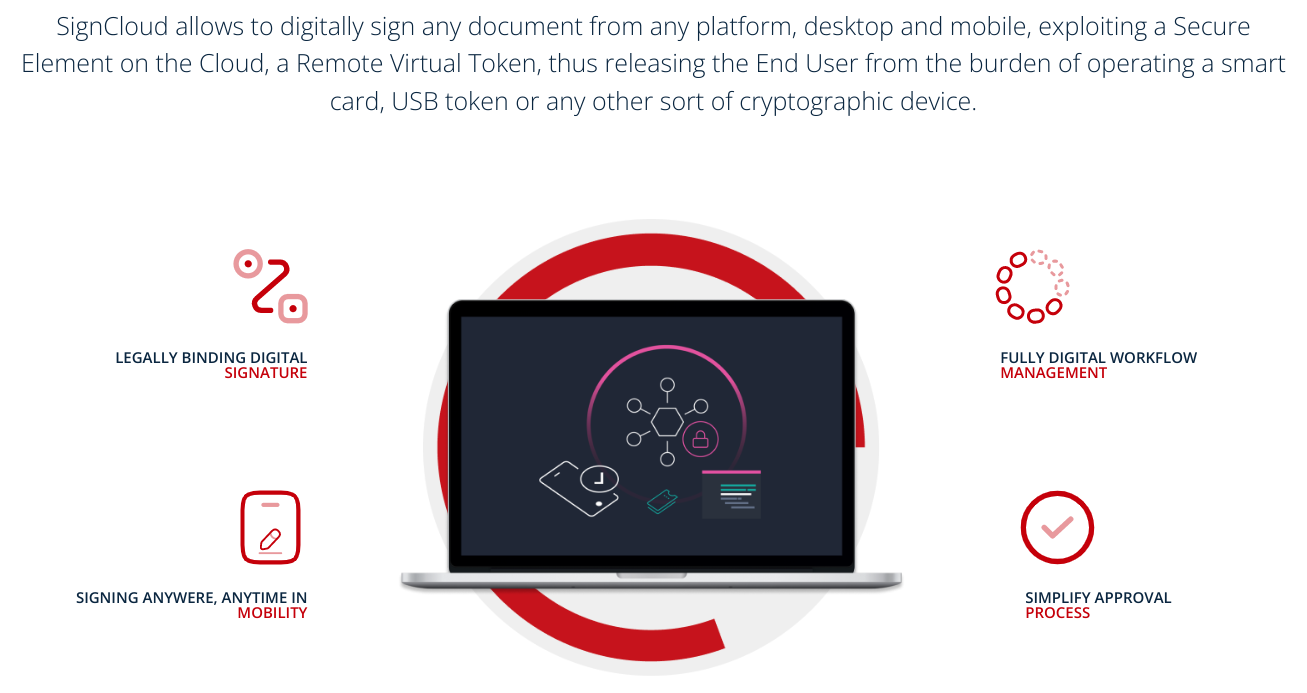 SignCloud allows to digitally sign any document from any platform, desktop and mobile, exploiting a Secure
Element on the Cloud, a Remote Virtual Token, thus releasing the End User from the burden of operating a smart
card, USB token or any other sort of cryptographic device.
LEGALLY BINDING DIGITAL
SIGNATURE
FULLY DIGITAL WORKFLOW
MANAGEMENT
SIGNING ANYWERE, ANYTIME IN
MOBILITY
SIMPLIFY APPROVAL
PROCESS